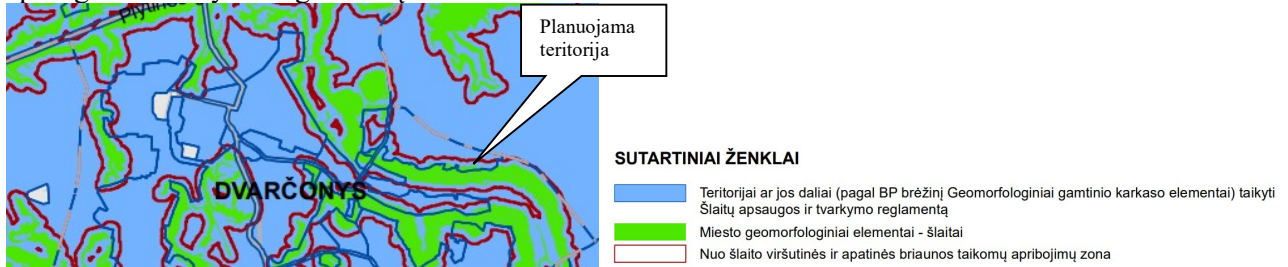 Plytinės
Planuojama
teritorija
DVARČONYS
SUTARTINIAI ŽENKLAI
Teritorijai ar jos daliai (pagal BP brėžinį Geomorfologiniai gamtinio karkaso elementai) taikyti
Šlaitų apsaugos ir tvarkymo reglamentą
Miesto geomorfologiniai elementai - šlaitai
Nuo šlaito viršutinės ir apatinės briaunos taikomų apribojimų zona